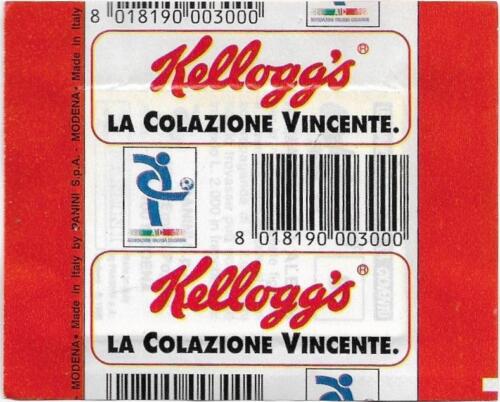 8 018190 003000
Kellogg's®
LA COLAZIONE VINCENTE.
8 018190 003000
Kellogg's®
LA COLAZIONE VINCENTE.
MODENA • Made in Italy by PANINI S.p.A. - MODENA • Made in Italy